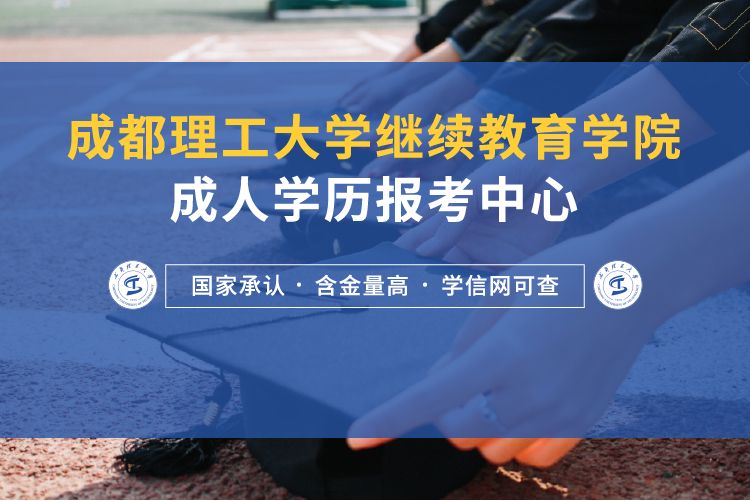 成都理工大学继续教育学院
成人学历报考中心
国家承认 · 含金量高 · 学信网可查